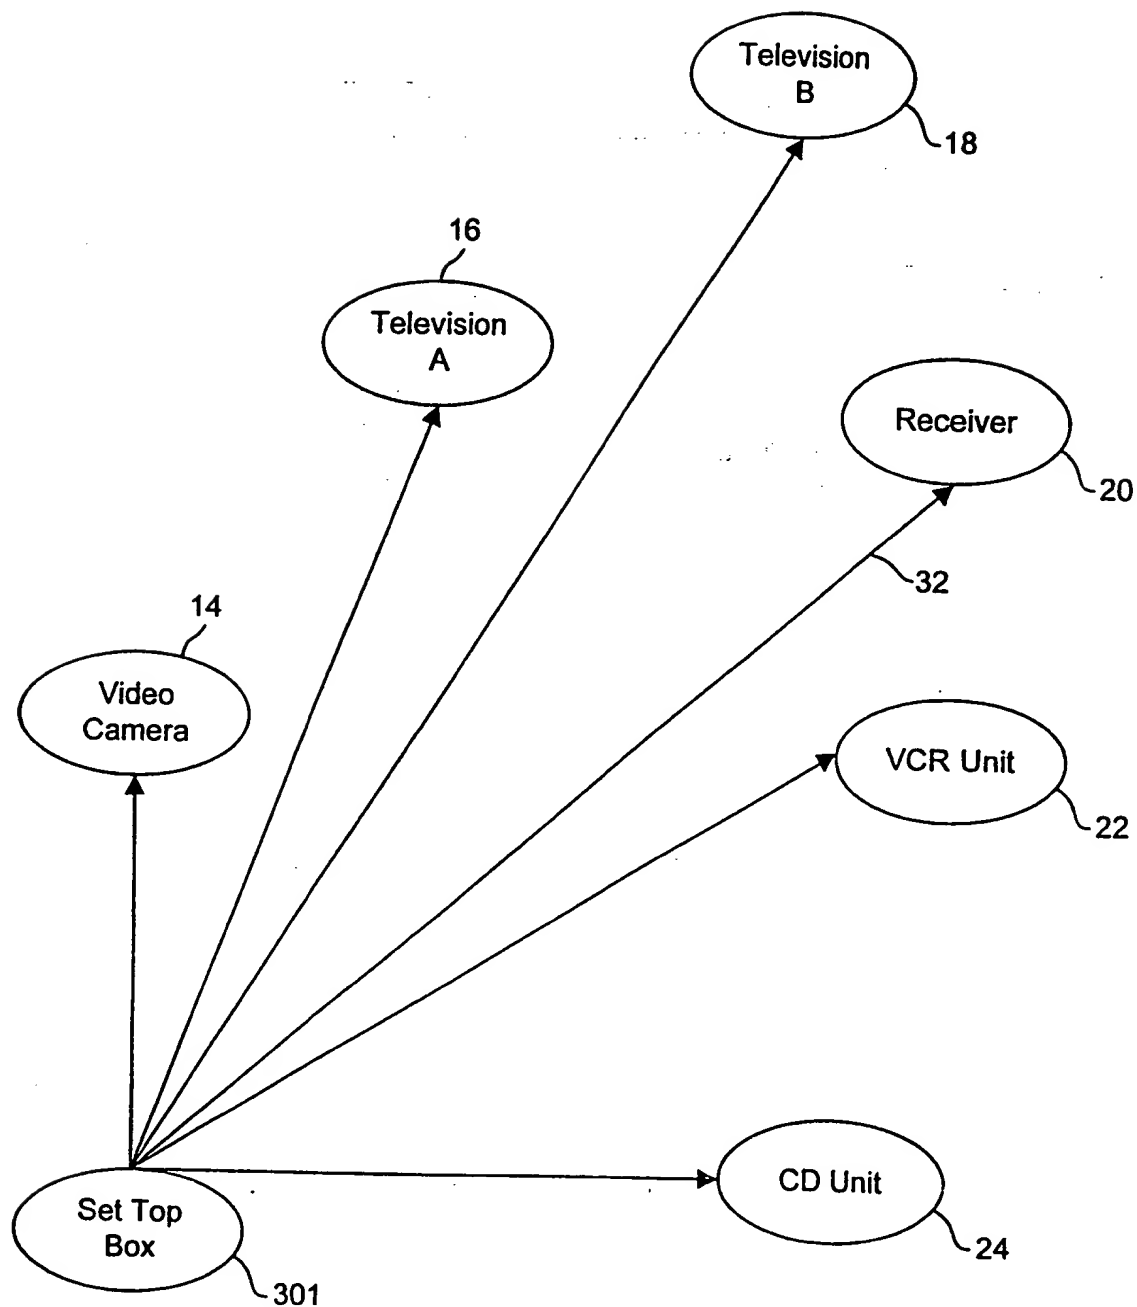 Television
B
18
16
Television
A
Receiver
20
32
14
Video
Camera
VCR Unit
22
CD Unit
24
Set Top
Box
301